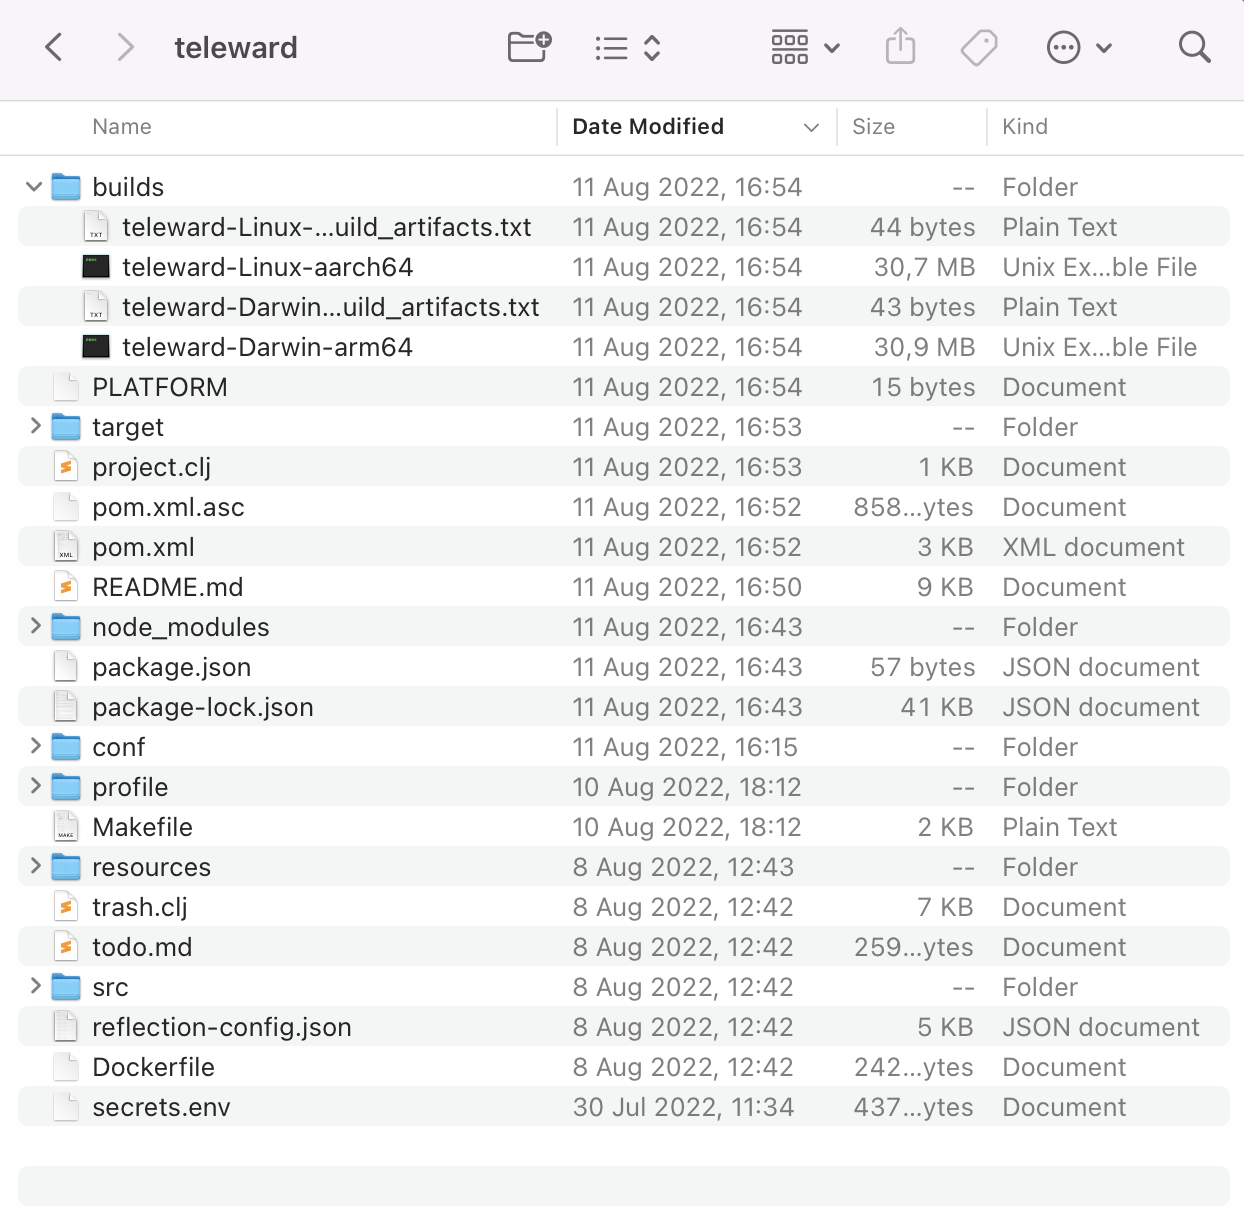 teleward
Name Date Modified Size Kind
builds 11 Aug 2022, 16:54 -- Folder
TXT teleward-Linux-...uild_artifacts.txt 11 Aug 2022, 16:54 44 bytes Plain Text
exec teleward-Linux-aarch64 11 Aug 2022, 16:54 30,7 MB Unix Ex...ble File
TXT teleward-Darwin...uild_artifacts.txt 11 Aug 2022, 16:54 43 bytes Plain Text
exec teleward-Darwin-arm64 11 Aug 2022, 16:54 30,9 MB Unix Ex...ble File
PLATFORM 11 Aug 2022, 16:54 15 bytes Document
target 11 Aug 2022, 16:53 -- Folder
project.clj 11 Aug 2022, 16:53 1 KB Document
pom.xml.asc 11 Aug 2022, 16:52 858...ytes Document
XML pom.xml 11 Aug 2022, 16:52 3 KB XML document
README.md 11 Aug 2022, 16:50 9 KB Document
node_modules 11 Aug 2022, 16:43 -- Folder
package.json 11 Aug 2022, 16:43 57 bytes JSON document
package-lock.json 11 Aug 2022, 16:43 41 KB JSON document
conf 11 Aug 2022, 16:15 -- Folder
profile 10 Aug 2022, 18:12 -- Folder
MAKE Makefile 10 Aug 2022, 18:12 2 KB Plain Text
resources 8 Aug 2022, 12:43 -- Folder
trash.clj 8 Aug 2022, 12:42 7 KB Document
todo.md 8 Aug 2022, 12:42 259...ytes Document
src 8 Aug 2022, 12:42 -- Folder
reflection-config.json 8 Aug 2022, 12:42 5 KB JSON document
Dockerfile 8 Aug 2022, 12:42 242...ytes Document
secrets.env 30 Jul 2022, 11:34 437...ytes Document